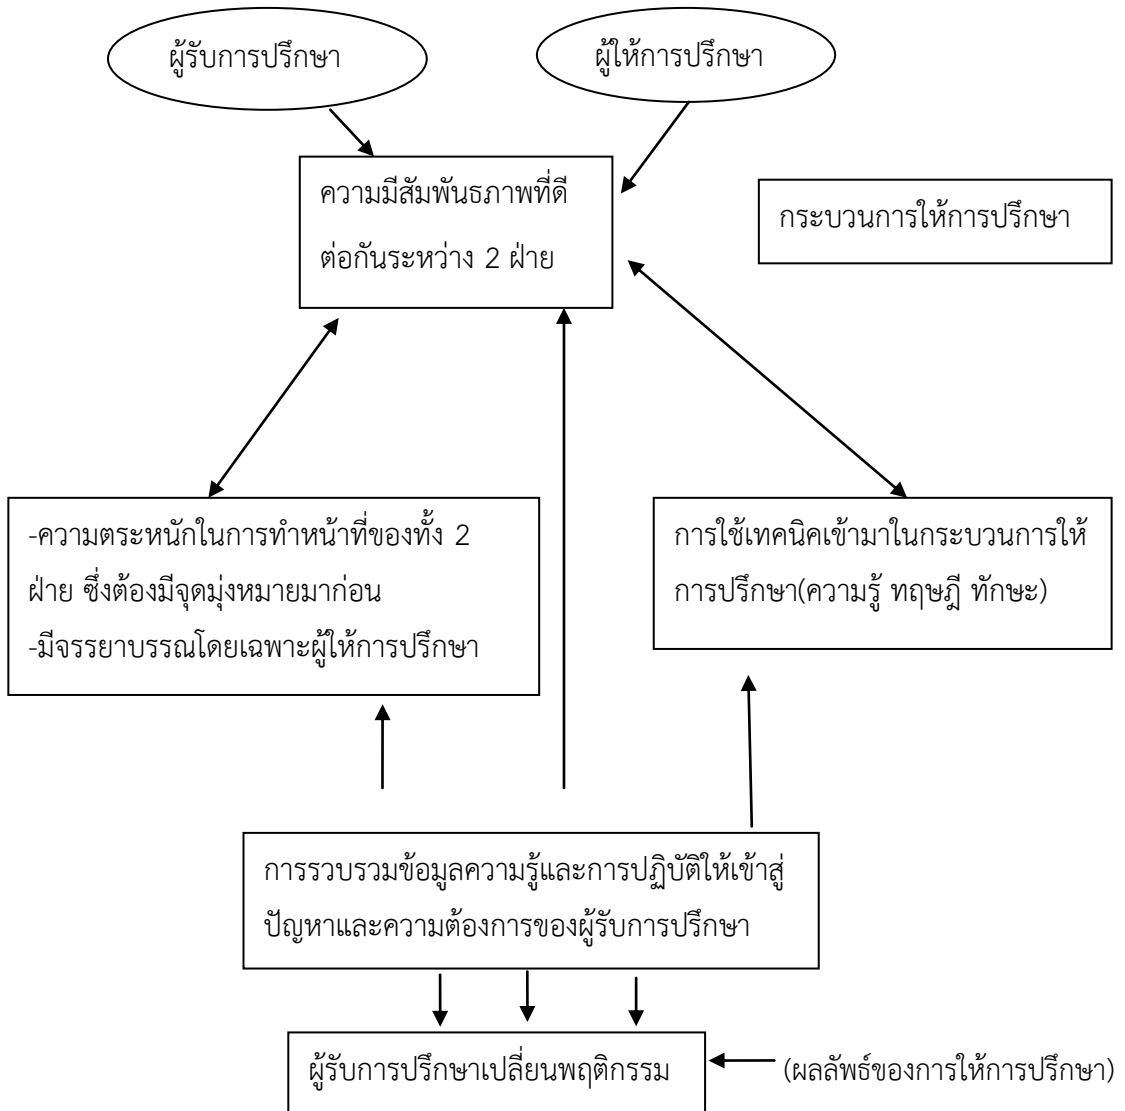 ผู้รับการปรึกษา
ผู้ให้การปรึกษา
ความมีสัมพันธภาพที่ดี
ต่อกันระหว่าง 2 ฝ่าย
กระบวนการให้การปรึกษา
-ความตระหนักในการทำหน้าที่ของทั้ง 2
ฝ่าย ซึ่งต้องมีจุดมุ่งหมายมาก่อน
-มีจรรยาบรรณโดยเฉพาะผู้ให้การปรึกษา
การใช้เทคนิคเข้ามาในกระบวนการให้
การปรึกษา(ความรู้ ทฤษฎี ทักษะ)
การรวบรวมข้อมูลความรู้และการปฏิบัติให้เข้าสู่
ปัญหาและความต้องการของผู้รับการปรึกษา
ผู้รับการปรึกษาเปลี่ยนพฤติกรรม
(ผลลัพธ์ของการให้การปรึกษา)